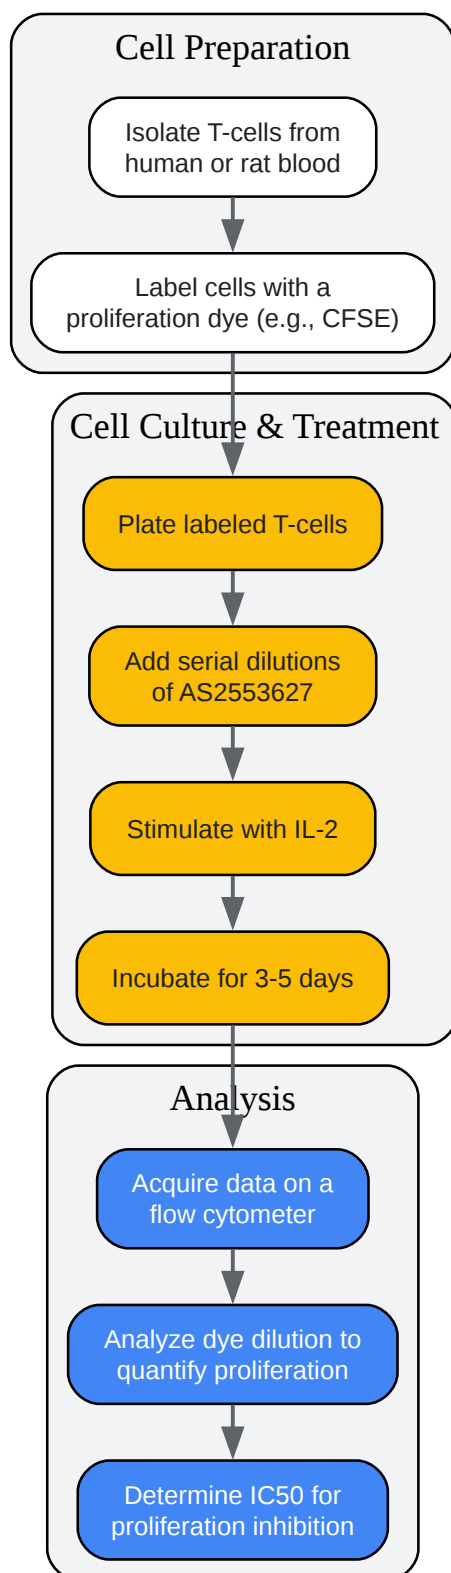 Cell Preparation
Isolate T-cells from
human or rat blood
Label cells with a
proliferation dye (e.g., CFSE)
Cell Culture & Treatment
Plate labeled T-cells
Add serial dilutions
of AS2553627
Stimulate with IL-2
Incubate for 3-5 days
Analysis
Acquire data on a
flow cytometer
Analyze dye dilution to
quantify proliferation
Determine IC50 for
proliferation inhibition